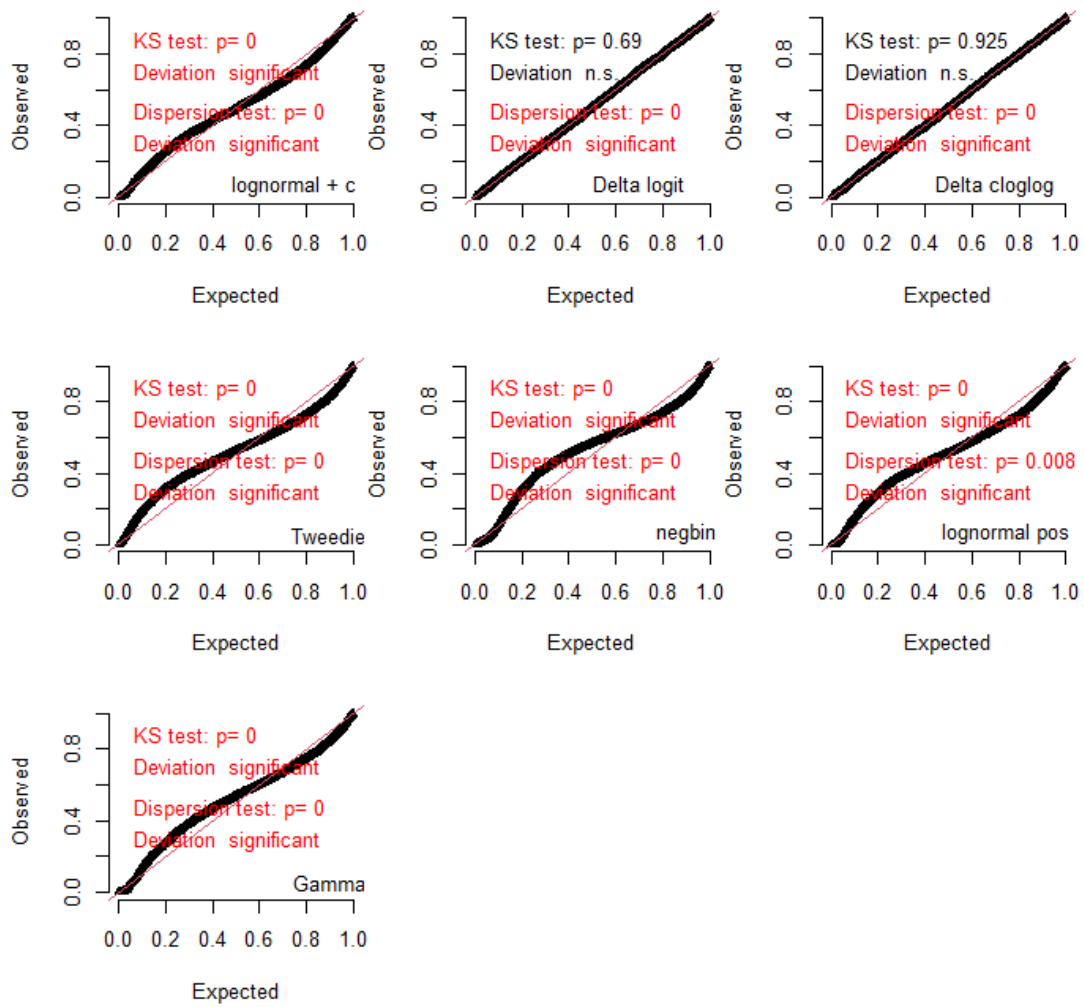 Observed
0.0 0.4 0.8
KS test: p= 0
Deviation significant
Dispersion test: p= 0
Deviation significant
lognormal + c
0.0 0.2 0.4 0.6 0.8 1.0
Expected
Observed
0.0 0.4 0.8
KS test: p= 0.69
Deviation n.s.
Dispersion test: p= 0
Deviation significant
Delta logit
0.0 0.2 0.4 0.6 0.8 1.0
Expected
Observed
0.0 0.4 0.8
KS test: p= 0.925
Deviation n.s.
Dispersion test: p= 0
Deviation significant
Delta cloglog
0.0 0.2 0.4 0.6 0.8 1.0
Expected
Observed
0.0 0.4 0.8
KS test: p= 0
Deviation significant
Dispersion test: p= 0
Deviation significant
Tweedie
0.0 0.2 0.4 0.6 0.8 1.0
Expected
Observed
0.0 0.4 0.8
KS test: p= 0
Deviation significant
Dispersion test: p= 0
Deviation significant
negbin
0.0 0.2 0.4 0.6 0.8 1.0
Expected
Observed
0.0 0.4 0.8
KS test: p= 0
Deviation significant
Dispersion test: p= 0.008
Deviation significant
lognormal pos
0.0 0.2 0.4 0.6 0.8 1.0
Expected
Observed
0.0 0.4 0.8
KS test: p= 0
Deviation significant
Dispersion test: p= 0
Deviation significant
Gamma
0.0 0.2 0.4 0.6 0.8 1.0
Expected